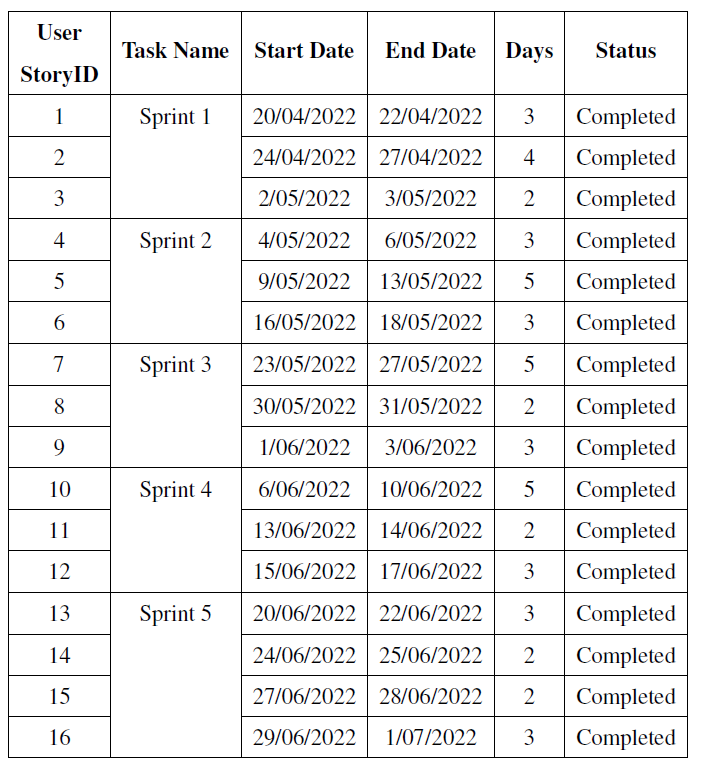 User StoryID Task Name Start Date End Date Days Status
1 Sprint 1 20/04/2022 22/04/2022 3 Completed
2 24/04/2022 27/04/2022 4 Completed
3 2/05/2022 3/05/2022 2 Completed
4 Sprint 2 4/05/2022 6/05/2022 3 Completed
5 9/05/2022 13/05/2022 5 Completed
6 16/05/2022 18/05/2022 3 Completed
7 Sprint 3 23/05/2022 27/05/2022 5 Completed
8 30/05/2022 31/05/2022 2 Completed
9 1/06/2022 3/06/2022 3 Completed
10 Sprint 4 6/06/2022 10/06/2022 5 Completed
11 13/06/2022 14/06/2022 2 Completed
12 15/06/2022 17/06/2022 3 Completed
13 Sprint 5 20/06/2022 22/06/2022 3 Completed
14 24/06/2022 25/06/2022 2 Completed
15 27/06/2022 28/06/2022 2 Completed
16 29/06/2022 1/07/2022 3 Completed